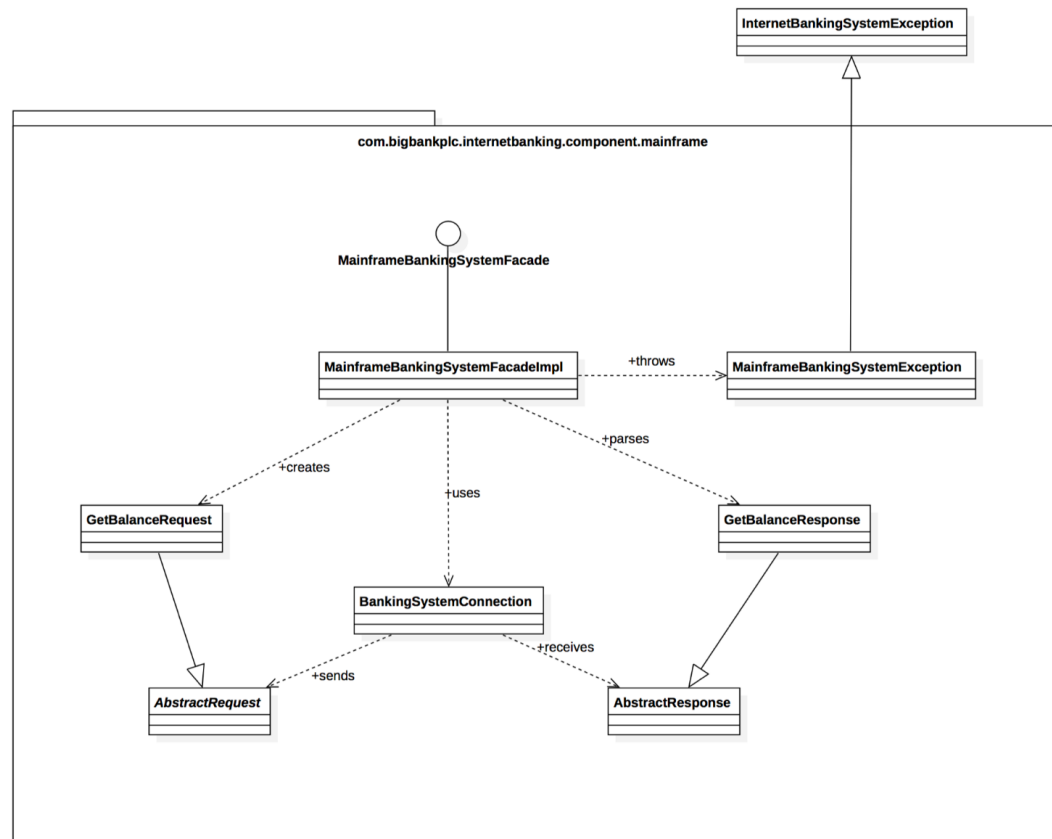 InternetBankingSystemException
com.bigbankplc.internetbanking.component.mainframe
MainframeBankingSystemFacade
MainframeBankingSystemFacadeImpl
+throws
MainframeBankingSystemException
+creates
+uses
+parses
GetBalanceRequest
GetBalanceResponse
BankingSystemConnection
+sends
+receives
AbstractRequest
AbstractResponse